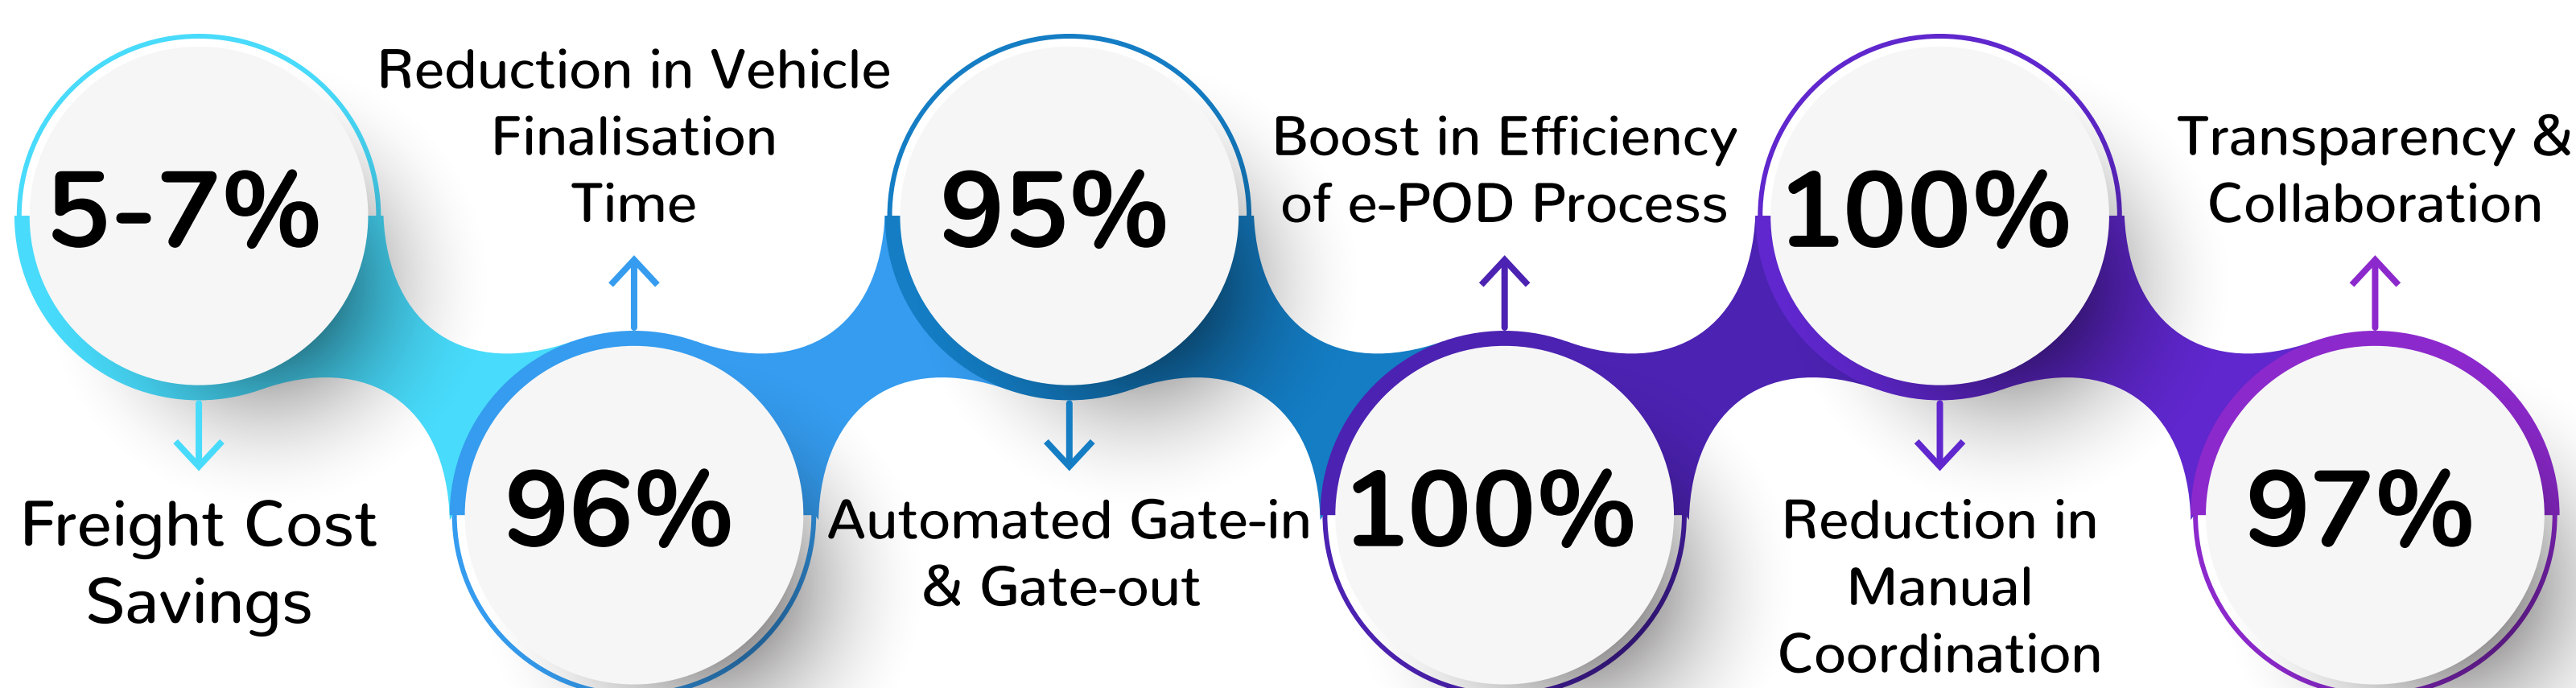 5-7%
Freight Cost
Savings
Reduction in Vehicle
Finalisation
Time
96%
95%
Automated Gate-in
& Gate-out
Boost in Efficiency
of e-POD Process
100%
100%
Reduction in
Manual
Coordination
Transparency &
Collaboration
97%